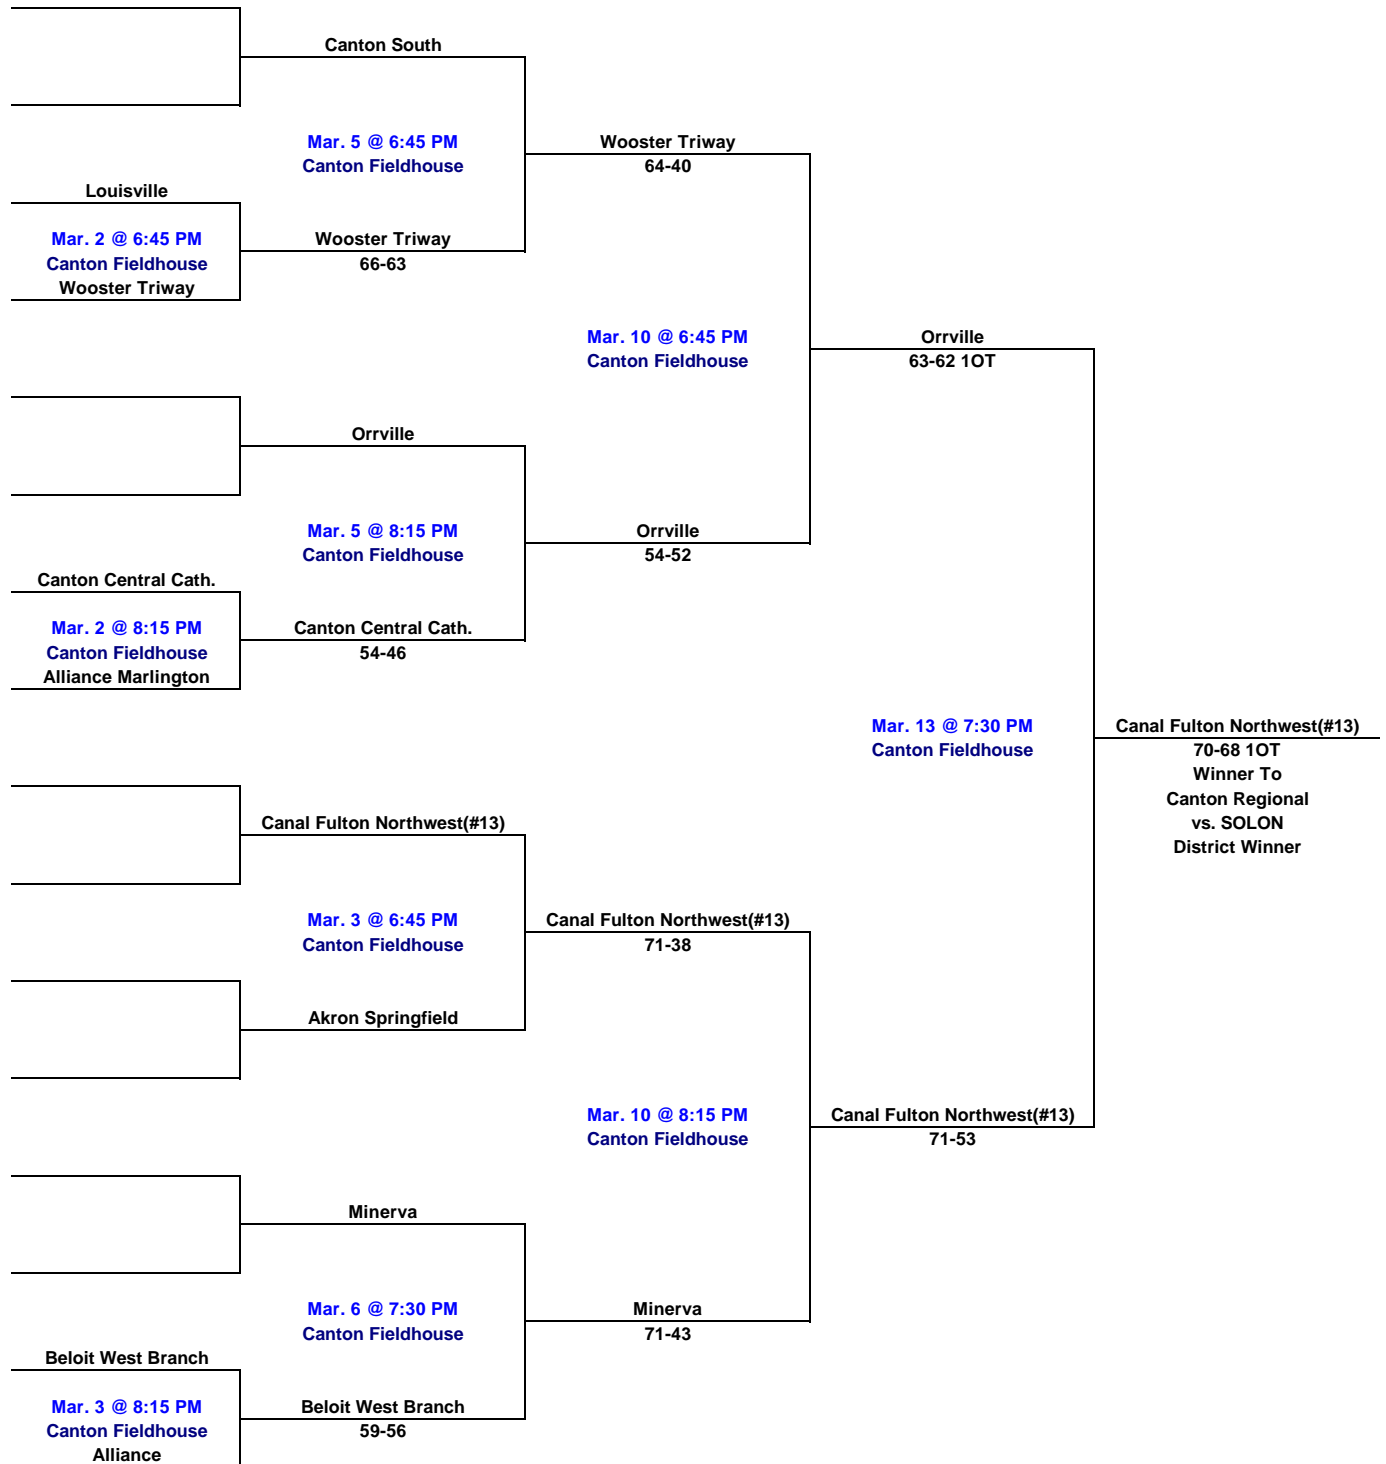 Canton South
Mar. 5 @ 6:45 PM
Canton Fieldhouse
Wooster Triway
64-40
Louisville
Mar. 2 @ 6:45 PM
Canton Fieldhouse
Wooster Triway
Wooster Triway
66-63
Mar. 10 @ 6:45 PM
Canton Fieldhouse
Orrville
63-62 1OT
Orrville
Mar. 5 @ 8:15 PM
Canton Fieldhouse
Orrville
54-52
Canton Central Cath.
Mar. 2 @ 8:15 PM
Canton Fieldhouse
Alliance Marlington
Canton Central Cath.
54-46
Mar. 13 @ 7:30 PM
Canton Fieldhouse
Canal Fulton Northwest(#13)
70-68 1OT
Winner To
Canton Regional
vs. SOLON
District Winner
Canal Fulton Northwest(#13)
Mar. 3 @ 6:45 PM
Canton Fieldhouse
Canal Fulton Northwest(#13)
71-38
Akron Springfield
Mar. 10 @ 8:15 PM
Canton Fieldhouse
Canal Fulton Northwest(#13)
71-53
Minerva
Mar. 6 @ 7:30 PM
Canton Fieldhouse
Minerva
71-43
Beloit West Branch
Mar. 3 @ 8:15 PM
Canton Fieldhouse
Alliance
Beloit West Branch
59-56